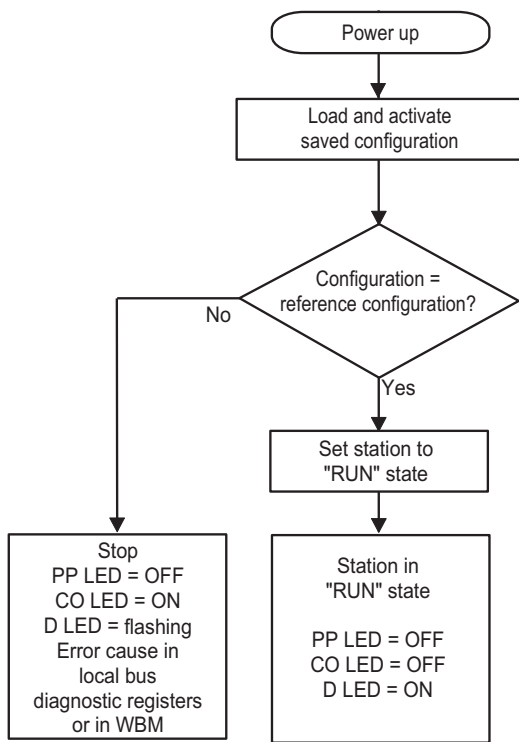 Power up
Load and activate
saved configuration
Configuration =
reference configuration?
No
Yes
Set station to
"RUN" state
Stop
PP LED = OFF
CO LED = ON
D LED = flashing
Error cause in
local bus
diagnostic registers
or in WBM
Station in
"RUN" state
PP LED = OFF
CO LED = OFF
D LED = ON